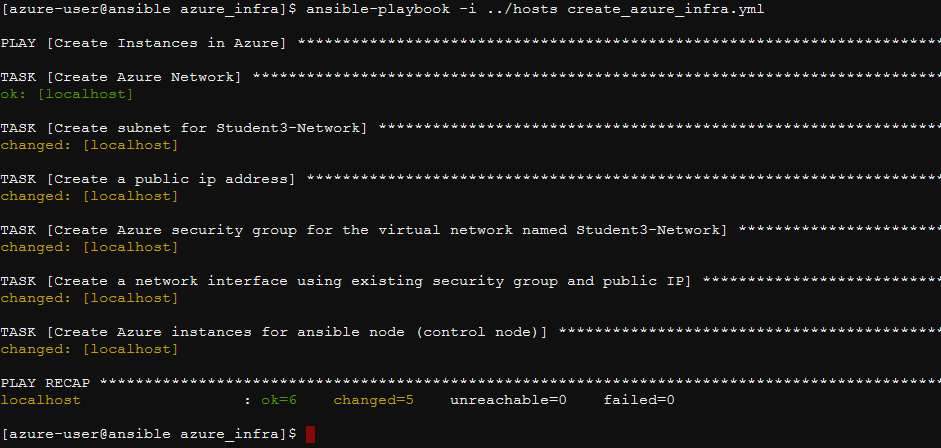 [azure-user@ansible azure_infra]$ ansible-playbook -i ../hosts create_azure_infra.yml
PLAY [Create Instances in Azure] ************************************************************************
TASK [Create Azure Network] *****************************************************************************
ok: [localhost]
TASK [Create subnet for Student3-Network] ***************************************************************
changed: [localhost]
TASK [Create a public ip address] ***********************************************************************
changed: [localhost]
TASK [Create Azure security group for the virtual network named Student3-Network] ***********************
changed: [localhost]
TASK [Create a network interface using existing security group and public IP] ***************************
changed: [localhost]
TASK [Create Azure instances for ansible node (control node)] *******************************************
changed: [localhost]
PLAY RECAP **********************************************************************************************
localhost                  : ok=6    changed=5    unreachable=0    failed=0
[azure-user@ansible azure_infra]$